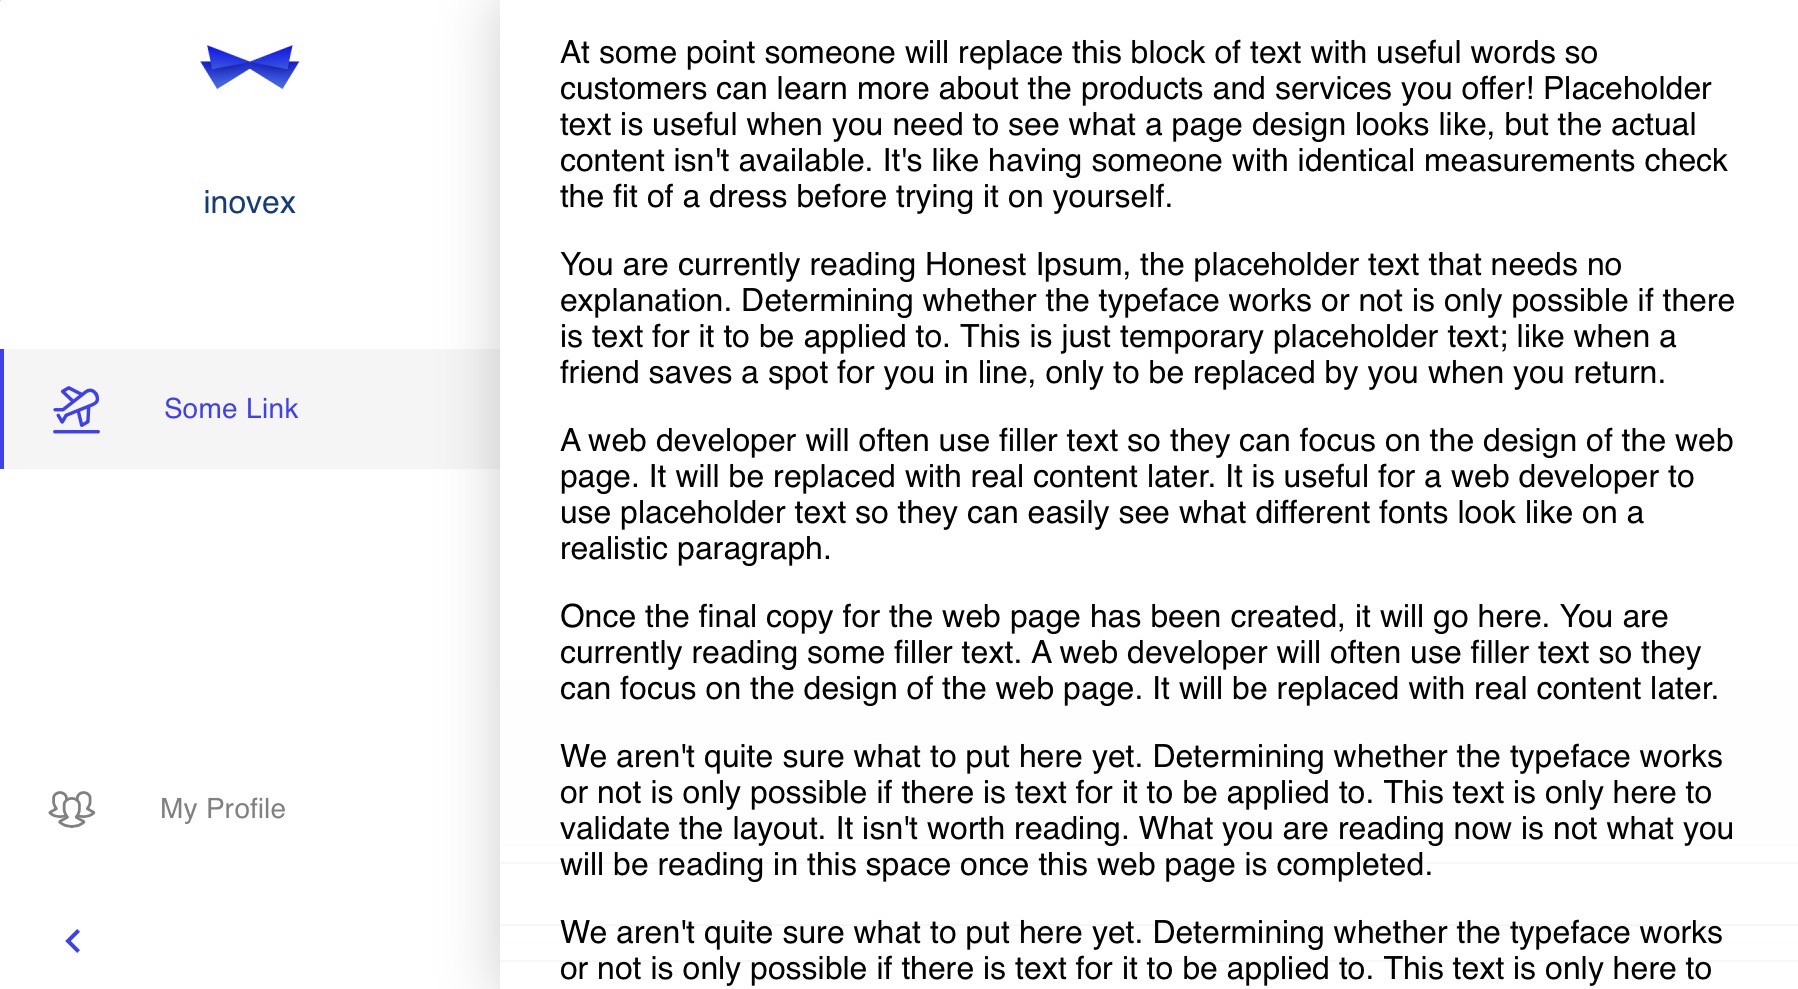 inovex
Some Link
My Profile
At some point someone will replace this block of text with useful words so
customers can learn more about the products and services you offer! Placeholder
text is useful when you need to see what a page design looks like, but the actual
content isn't available. It's like having someone with identical measurements check
the fit of a dress before trying it on yourself.
You are currently reading Honest Ipsum, the placeholder text that needs no
explanation. Determining whether the typeface works or not is only possible if there
is text for it to be applied to. This is just temporary placeholder text; like when a
friend saves a spot for you in line, only to be replaced by you when you return.
A web developer will often use filler text so they can focus on the design of the web
page. It will be replaced with real content later. It is useful for a web developer to
use placeholder text so they can easily see what different fonts look like on a
realistic paragraph.
Once the final copy for the web page has been created, it will go here. You are
currently reading some filler text. A web developer will often use filler text so they
can focus on the design of the web page. It will be replaced with real content later.
We aren't quite sure what to put here yet. Determining whether the typeface works
or not is only possible if there is text for it to be applied to. This text is only here to
validate the layout. It isn't worth reading. What you are reading now is not what you
will be reading in this space once this web page is completed.
We aren't quite sure what to put here yet. Determining whether the typeface works
or not is only possible if there is text for it to be applied to. This text is only here to